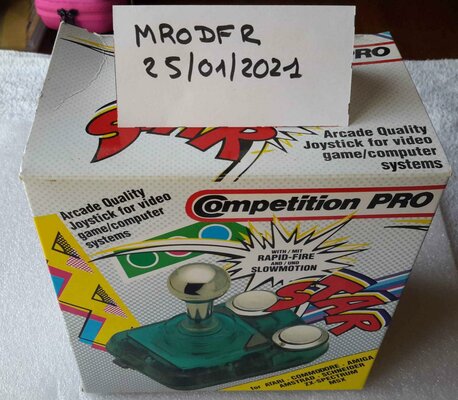 MRODFR
25/01/2021
PRO
STAR
Arcade Quality
Joystick for video
game/computer
systems
Arcade Quality
Joystick for video
game/computer
systems
Competition PRO
WITH / MIT
RAPID-FIRE
AND / UND
SLOWMOTION
STAR
for ATARI - COMMODORE - AMIGA
AMSTRAD - SCHNEIDER
ZX-SPECTRUM
MSX